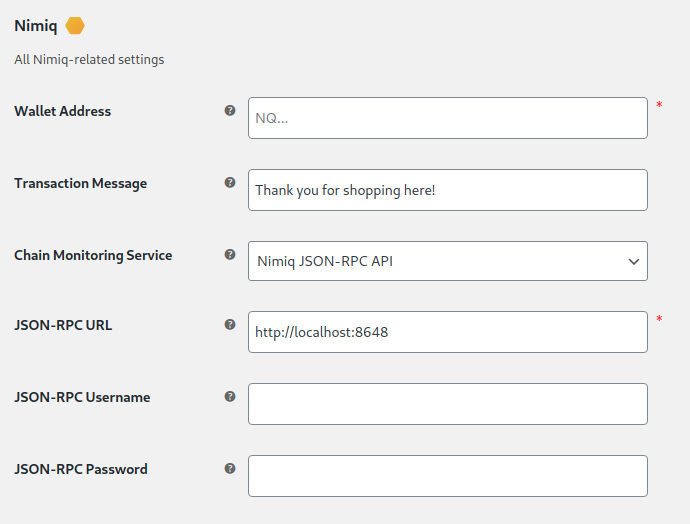 Nimiq
All Nimiq-related settings
Wallet Address ? NQ... *
Transaction Message ? Thank you for shopping here!
Chain Monitoring Service ? Nimiq JSON-RPC API
JSON-RPC URL ? http://localhost:8648 *
JSON-RPC Username ?
JSON-RPC Password ?